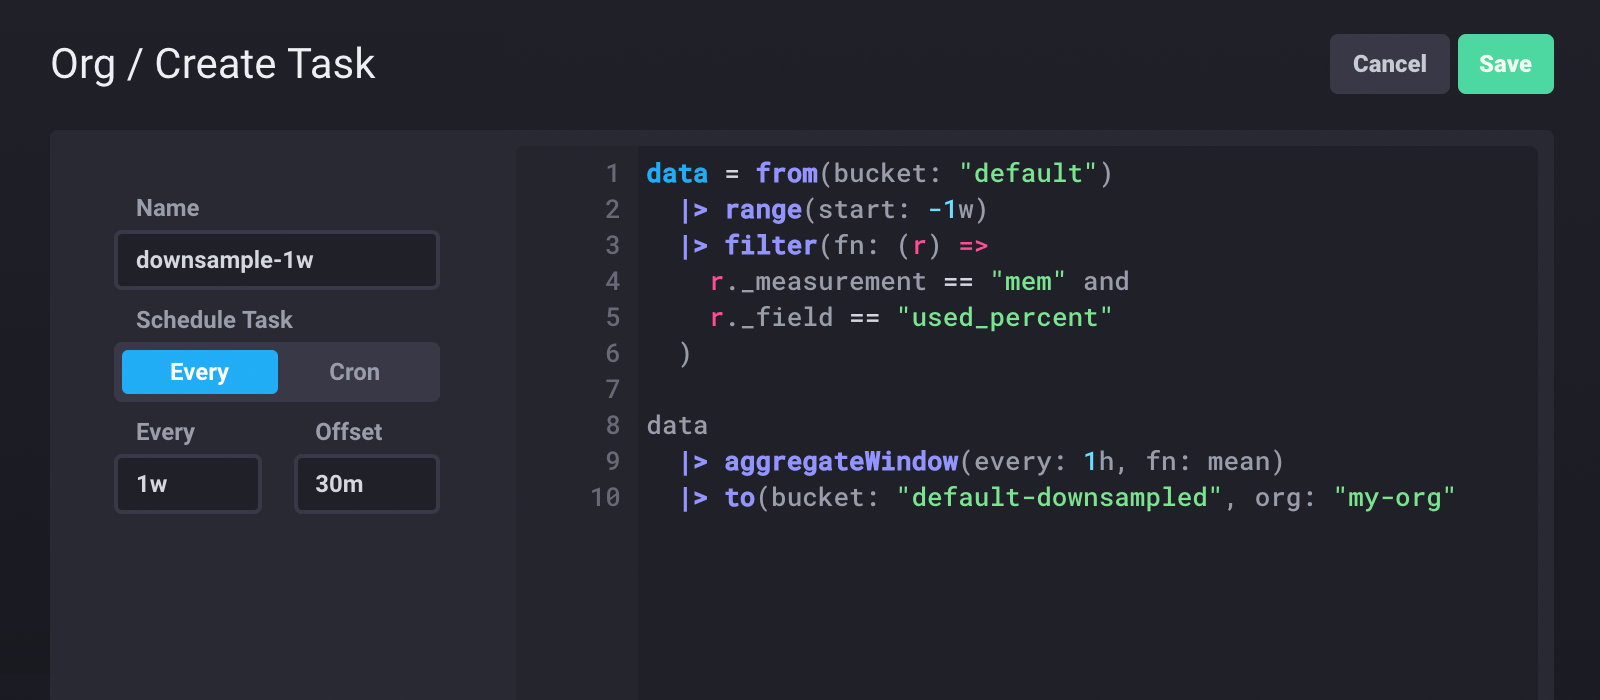 Org / Create Task
Cancel
Save
Name
downsample-1w
Schedule Task
Every
Cron
Every
Offset
1w
30m
1 data = from(bucket: "default")
2   |> range(start: -1w)
3   |> filter(fn: (r) =>
4     r._measurement == "mem" and
5     r._field == "used_percent"
6   )
7
8 data
9   |> aggregateWindow(every: 1h, fn: mean)
10   |> to(bucket: "default-downsampled", org: "my-org"